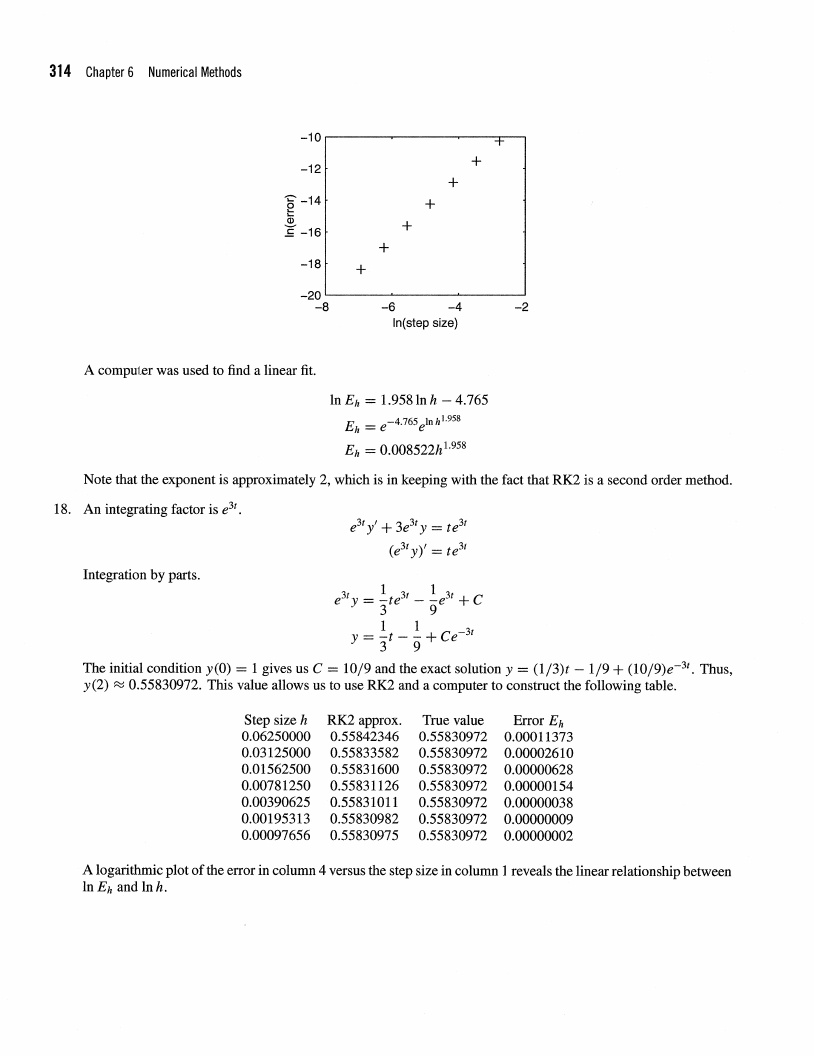 314 Chapter 6 Numerical Methods
-10
-12
-14
-16
-18
-20
ln(error)
-8 -6 -4 -2
ln(step size)
A computer was used to find a linear fit.
ln E_h = 1.958 ln h − 4.765
E_h = e^{−4.765}e^{ln h^{1.958}}
E_h = 0.008522h^{1.958}
Note that the exponent is approximately 2, which is in keeping with the fact that RK2 is a second order method.
18. An integrating factor is e^{3t}.
e^{3t}y′ + 3e^{3t}y = te^{3t}
(e^{3t}y)′ = te^{3t}
Integration by parts.
e^{3t}y = \frac{1}{3}te^{3t} − \frac{1}{9}e^{3t} + C
y = \frac{1}{3}t − \frac{1}{9} + Ce^{−3t}
The initial condition y(0) = 1 gives us C = 10/9 and the exact solution y = (1/3)t − 1/9 + (10/9)e^{−3t}. Thus,
y(2) ≈ 0.55830972. This value allows us to use RK2 and a computer to construct the following table.
Step size h RK2 approx. True value Error E_h
0.06250000 0.55842346 0.55830972 0.00011373
0.03125000 0.55833582 0.55830972 0.00002610
0.01562500 0.55831600 0.55830972 0.00000628
0.00781250 0.55831126 0.55830972 0.00000154
0.00390625 0.55831011 0.55830972 0.00000038
0.00195313 0.55830982 0.55830972 0.00000009
0.00097656 0.55830975 0.55830972 0.00000002
A logarithmic plot of the error in column 4 versus the step size in column 1 reveals the linear relationship between
ln E_h and ln h.